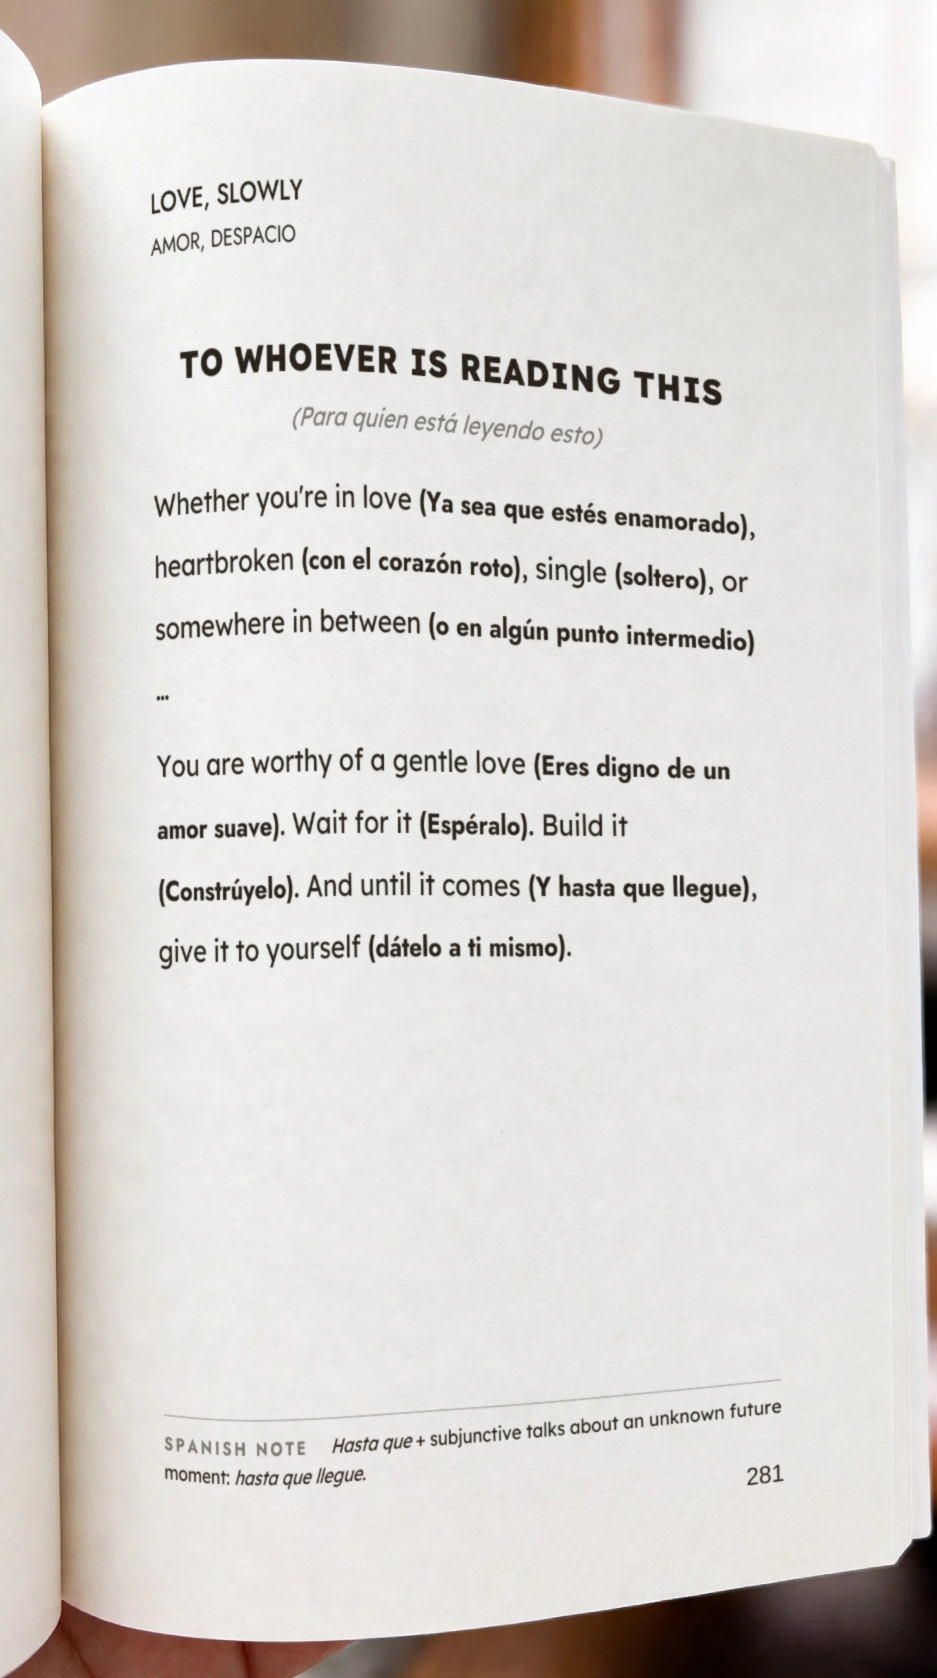 LOVE, SLOWLY
AMOR, DESPACIO
TO WHOEVER IS READING THIS
(Para quien está leyendo esto)
Whether you're in love (Ya sea que estés enamorado),
heartbroken (con el corazón roto), single (soltero), or
somewhere in between (o en algún punto intermedio)
...
You are worthy of a gentle love (Eres digno de un
amor suave). Wait for it (Espéralo). Build it
(Constrúyelo). And until it comes (Y hasta que llegue),
give it to yourself (dátelo a ti mismo).
SPANISH NOTE Hasta que + subjunctive talks about an unknown future
moment: hasta que llegue.
281